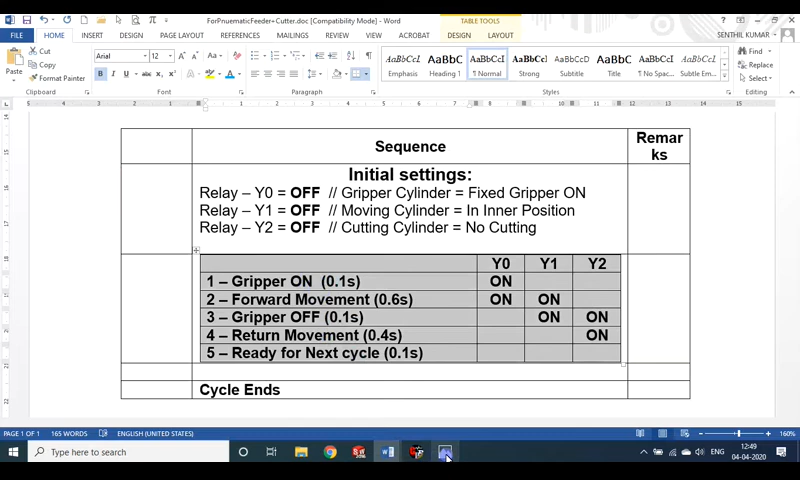 ForPnuematicFeeder+Cutter.doc [Compatibility Mode] - Word
TABLE TOOLS
FILE HOME INSERT DESIGN PAGE LAYOUT REFERENCES MAILINGS REVIEW VIEW DESIGN LAYOUT
SENTHIL KUMAR
Paste
Cut
Copy
Format Painter
Clipboard
Arial
12
Font
Paragraph
AaBbCcI AaBbC AaBbCcI AaBbCcI AaBbCcD AaBbC AaBbCcI AaBbCcI
Emphasis Heading 1 ¶ Normal Strong Subtitle Title ¶ No Spac... Subtle Em...
Styles
Find
Replace
Select
Editing
Sequence
Remar
ks
Initial settings:
Relay – Y0 = OFF // Gripper Cylinder = Fixed Gripper ON
Relay – Y1 = OFF // Moving Cylinder = In Inner Position
Relay – Y2 = OFF // Cutting Cylinder = No Cutting
Y0 Y1 Y2
1 – Gripper ON (0.1s) ON
2 – Forward Movement (0.6s) ON ON
3 – Gripper OFF (0.1s) ON ON
4 – Return Movement (0.4s) ON
5 – Ready for Next cycle (0.1s)
Cycle Ends
PAGE 1 OF 1 165 WORDS ENGLISH (UNITED STATES) 160%
Type here to search
ENG
12:49
04-04-2020